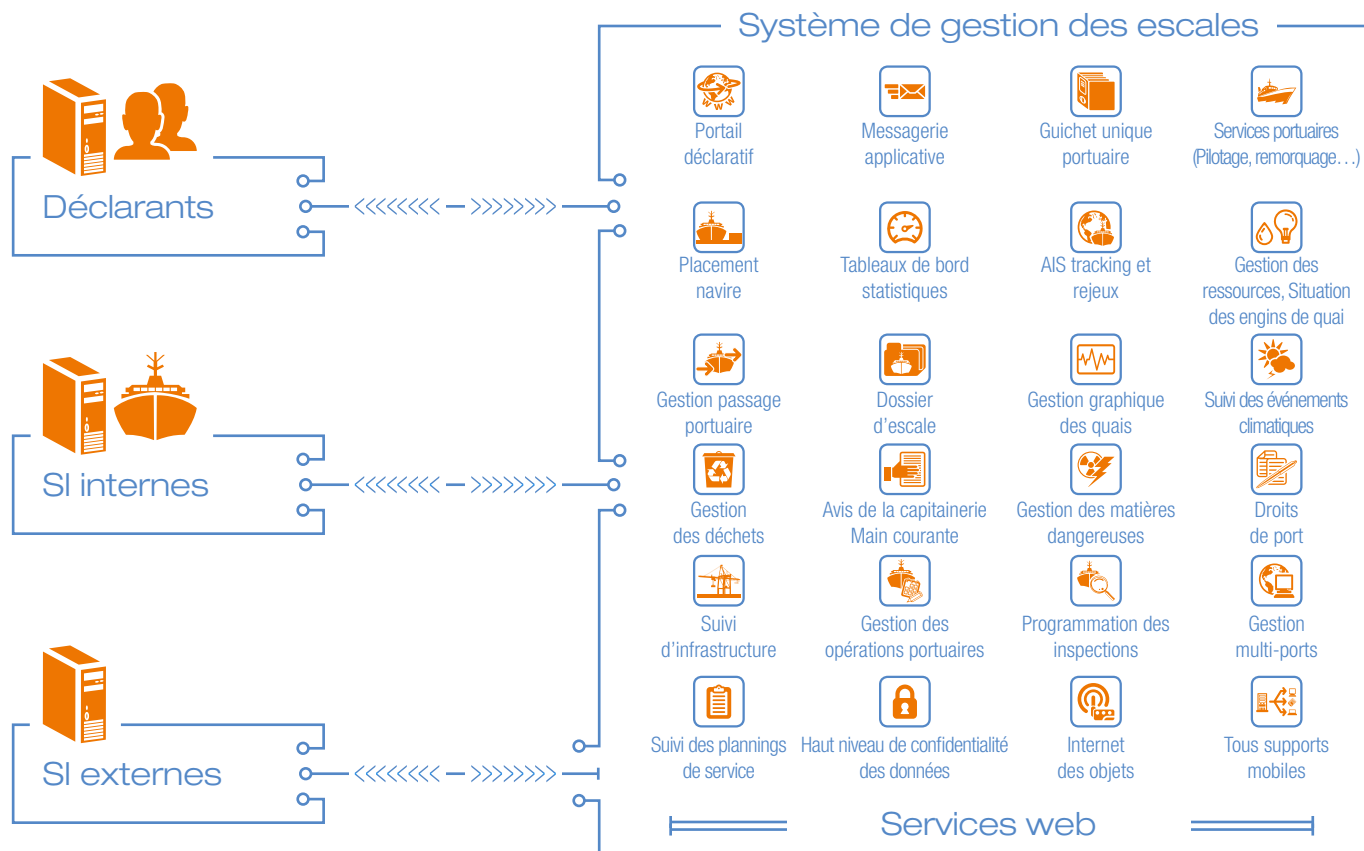 Système de gestion des escales
Déclarants
SI internes
SI externes
WWW
Portail
déclaratif
Messagerie
applicative
Guichet unique
portuaire
Services portuaires
(Pilotage, remorquage…)
Placement
navire
Tableaux de bord
statistiques
AIS tracking et
rejeux
Gestion des
ressources, Situation
des engins de quai
Gestion passage
portuaire
Dossier
d’escale
Gestion graphique
des quais
Suivi des événements
climatiques
Gestion
des déchets
Avis de la capitainerie
Main courante
Gestion des matières
dangereuses
Droits
de port
Suivi
d’infrastructure
Gestion des
opérations portuaires
Programmation des
inspections
Gestion
multi-ports
Suivi des plannings
de service
Haut niveau de confidentialité
des données
Internet
des objets
Tous supports
mobiles
Services web